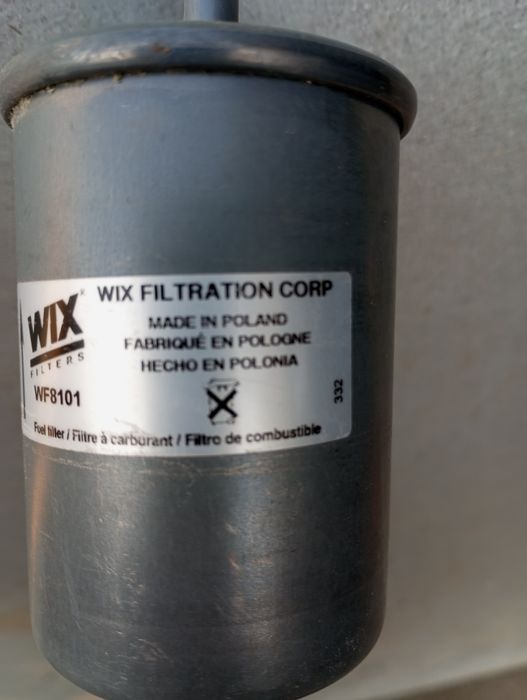 WIX FILTRATION CORP
WIX®
FILTERS
MADE IN POLAND
FABRIQUÉ EN POLOGNE
HECHO EN POLONIA
WF8101
332
Fuel filler / Filtre à carburant / Filtro de combustible